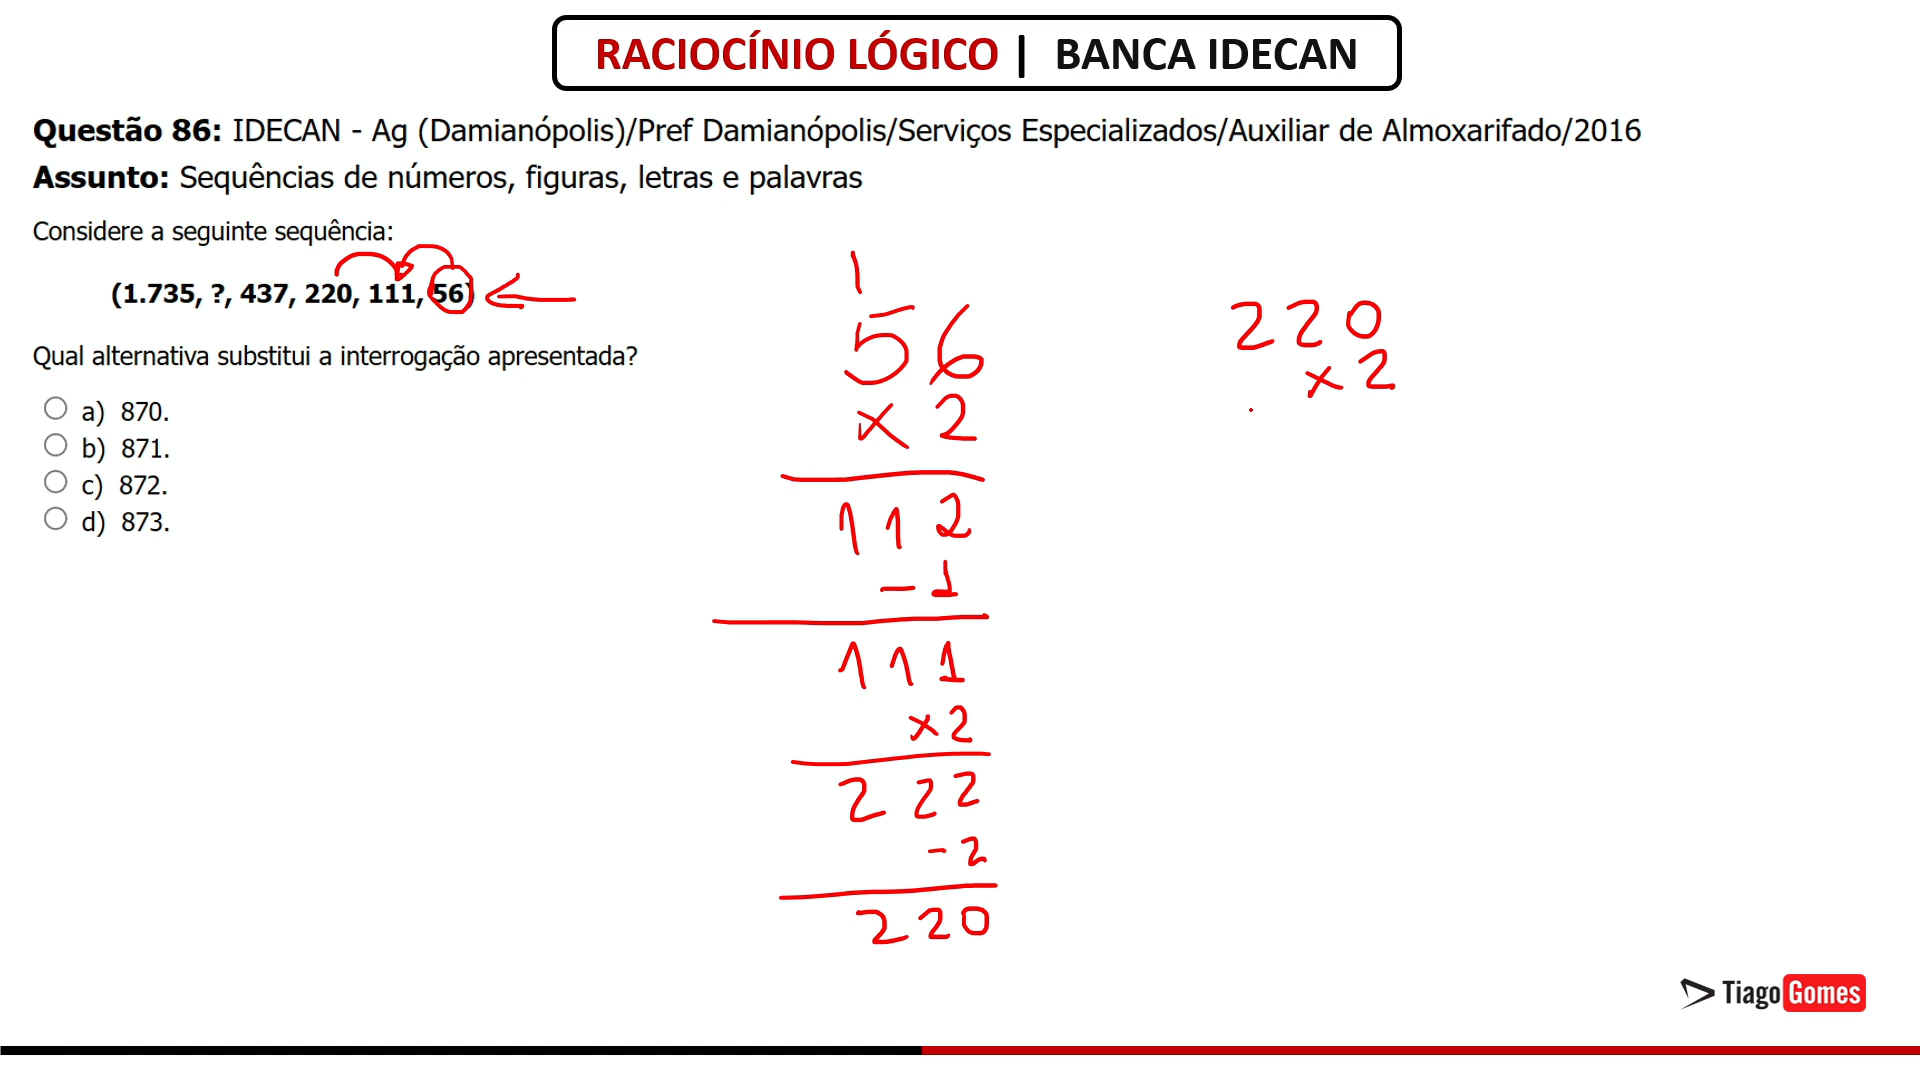 RACIOCÍNIO LÓGICO | BANCA IDECAN
Questão 86: IDECAN - Ag (Damianópolis)/Pref Damianópolis/Serviços Especializados/Auxiliar de Almoxarifado/2016
Assunto: Sequências de números, figuras, letras e palavras
Considere a seguinte sequência:
(1.735, ?, 437, 220, 111, 56)
Qual alternativa substitui a interrogação apresentada?
a) 870.
b) 871.
c) 872.
d) 873.
1
56
x 2
112
- 1
111
x2
222
- 2
220
220
x 2
Tiago Gomes